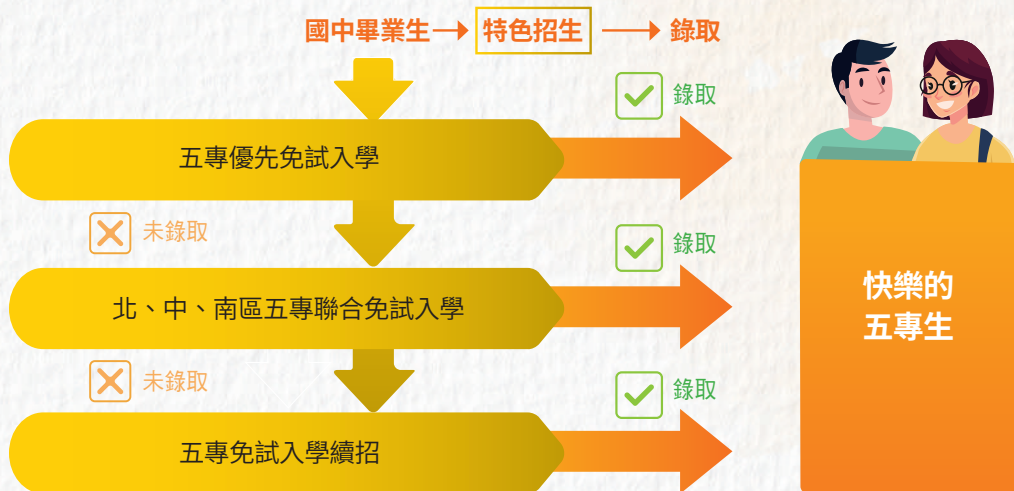 國中畢業生 特色招生 錄取
錄取
五專優先免試入學
未錄取
錄取
北、中、南區五專聯合免試入學
未錄取
錄取
五專免試入學續招
快樂的
五專生